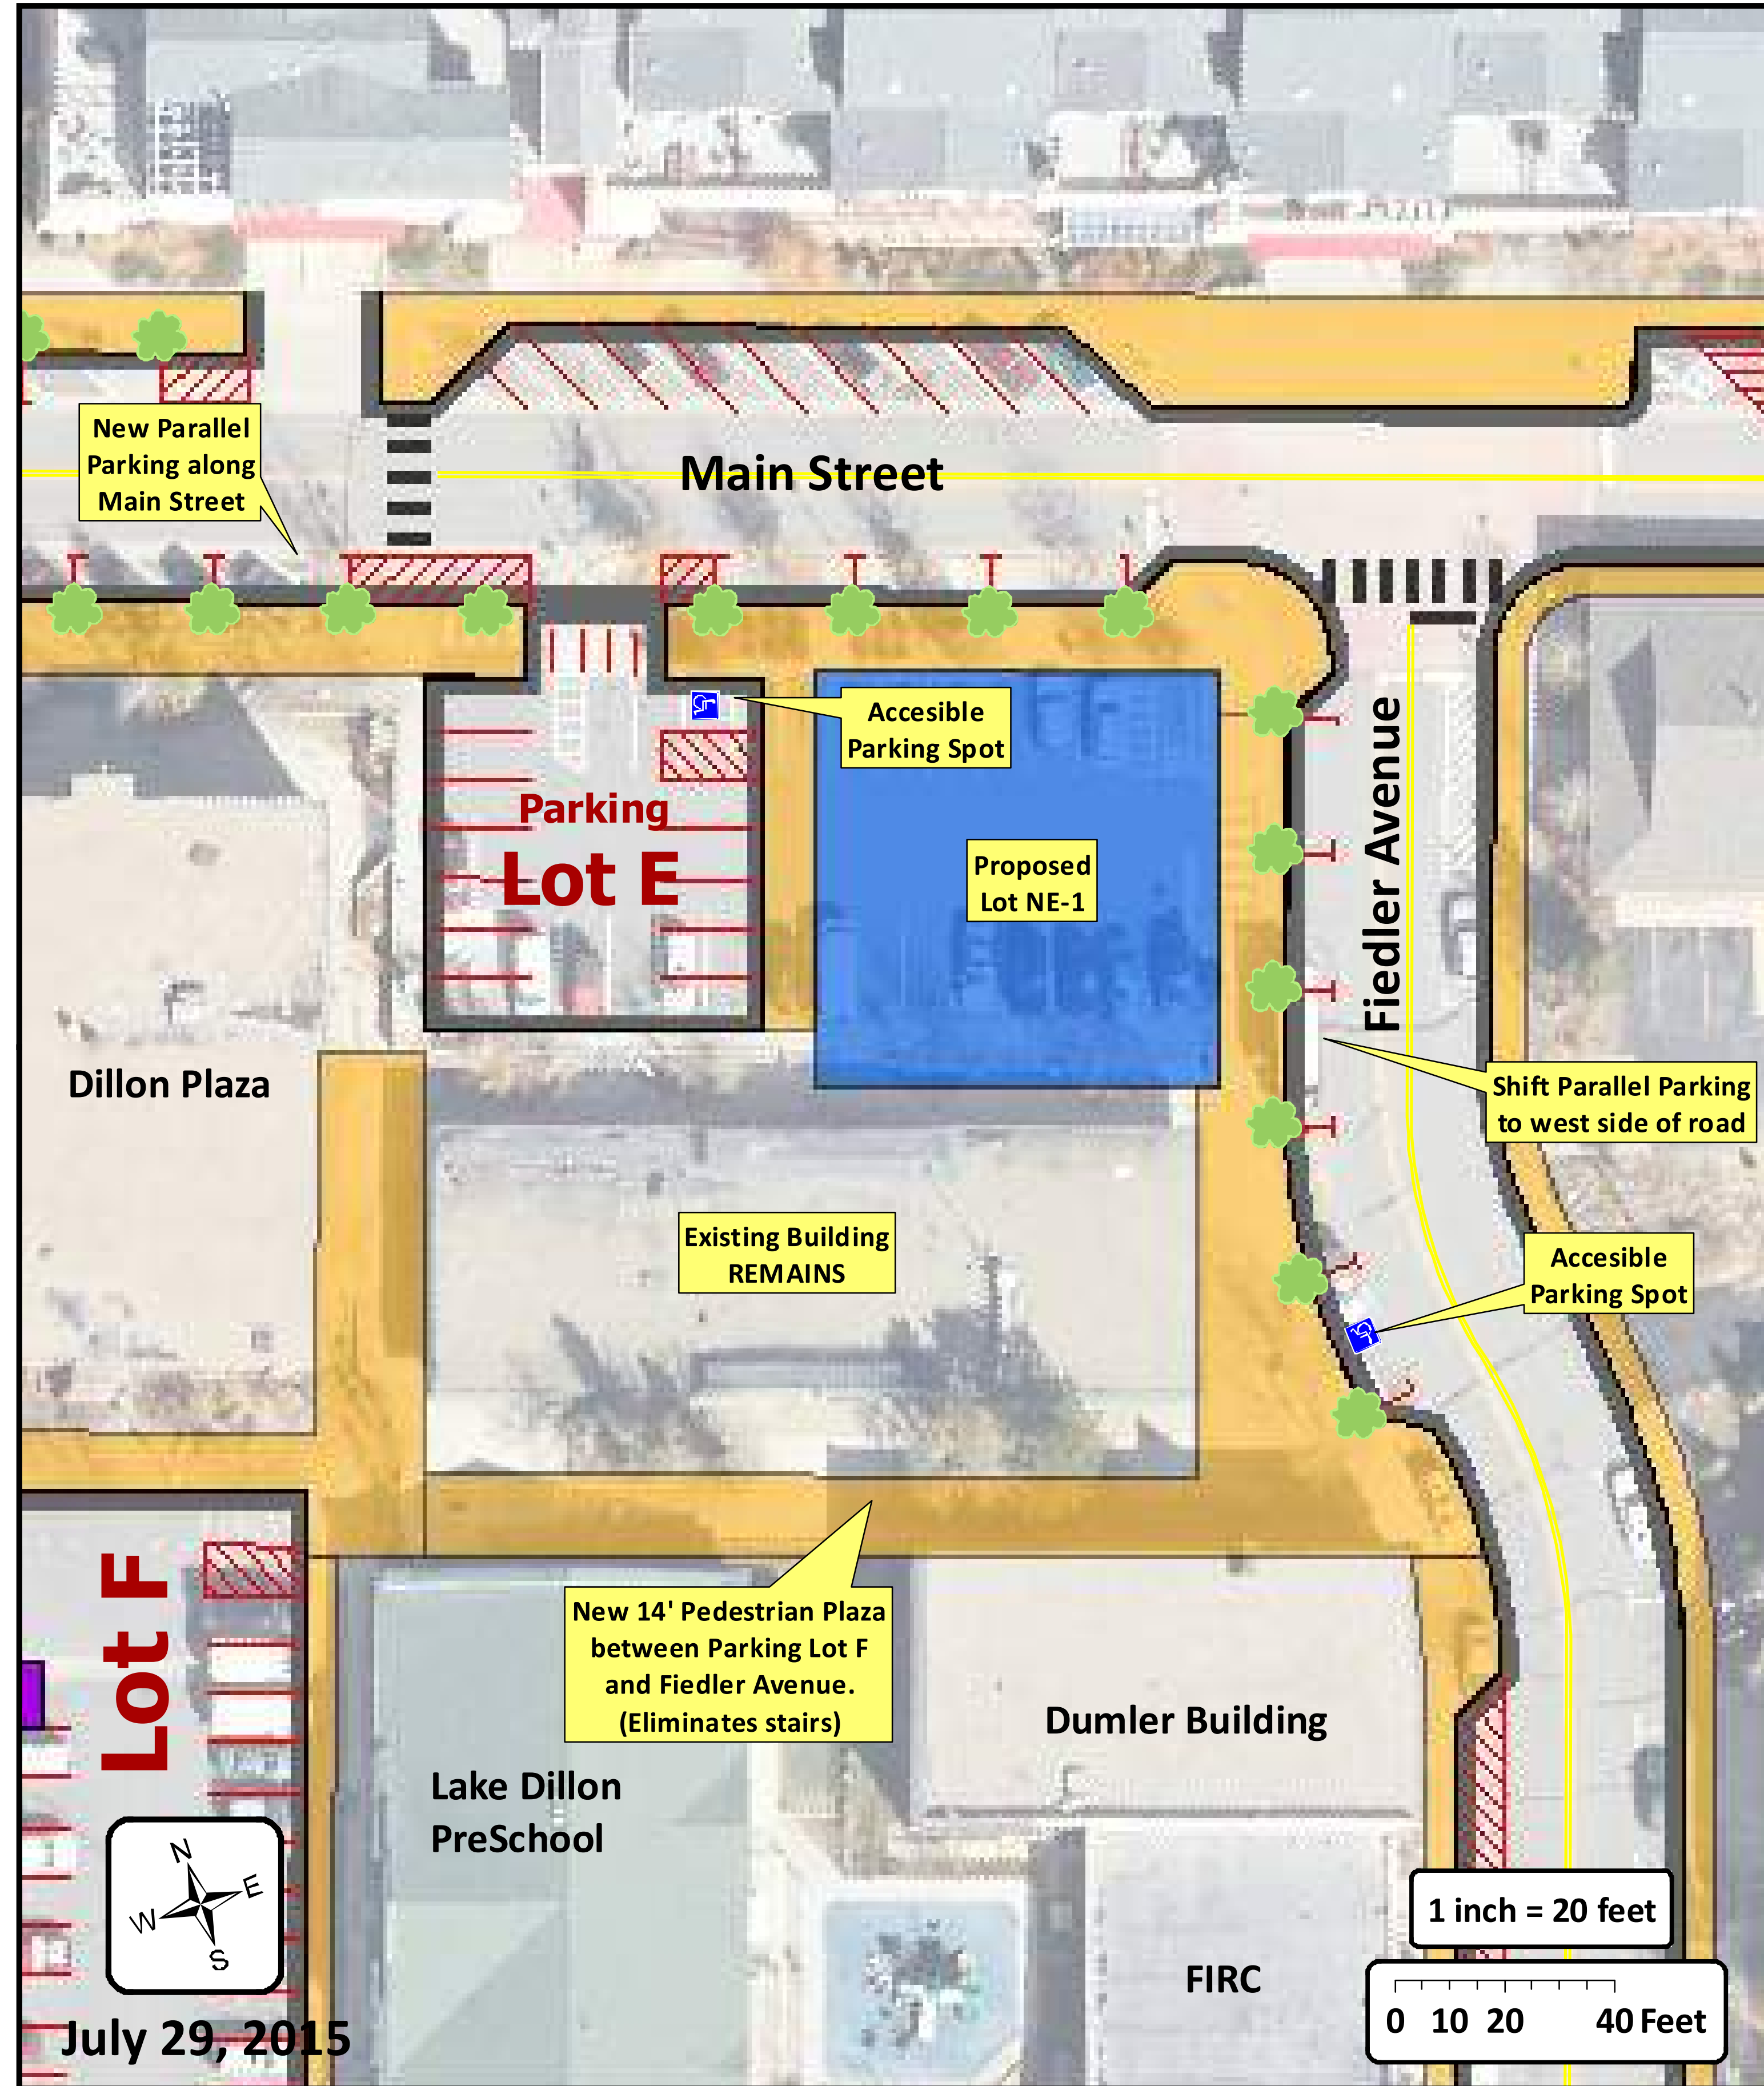 New Parallel
Parking along
Main Street
Main Street
Accesible
Parking Spot
Parking
Lot E
Proposed
Lot NE-1
Fiedler Avenue
Dillon Plaza
Shift Parallel Parking
to west side of road
Existing Building
REMAINS
Accesible
Parking Spot
New 14' Pedestrian Plaza
between Parking Lot F
and Fiedler Avenue.
(Eliminates stairs)
Lot F
Dumler Building
Lake Dillon
PreSchool
N
E
W
S
1 inch = 20 feet
FIRC
0 10 20 40 Feet
July 29, 2015